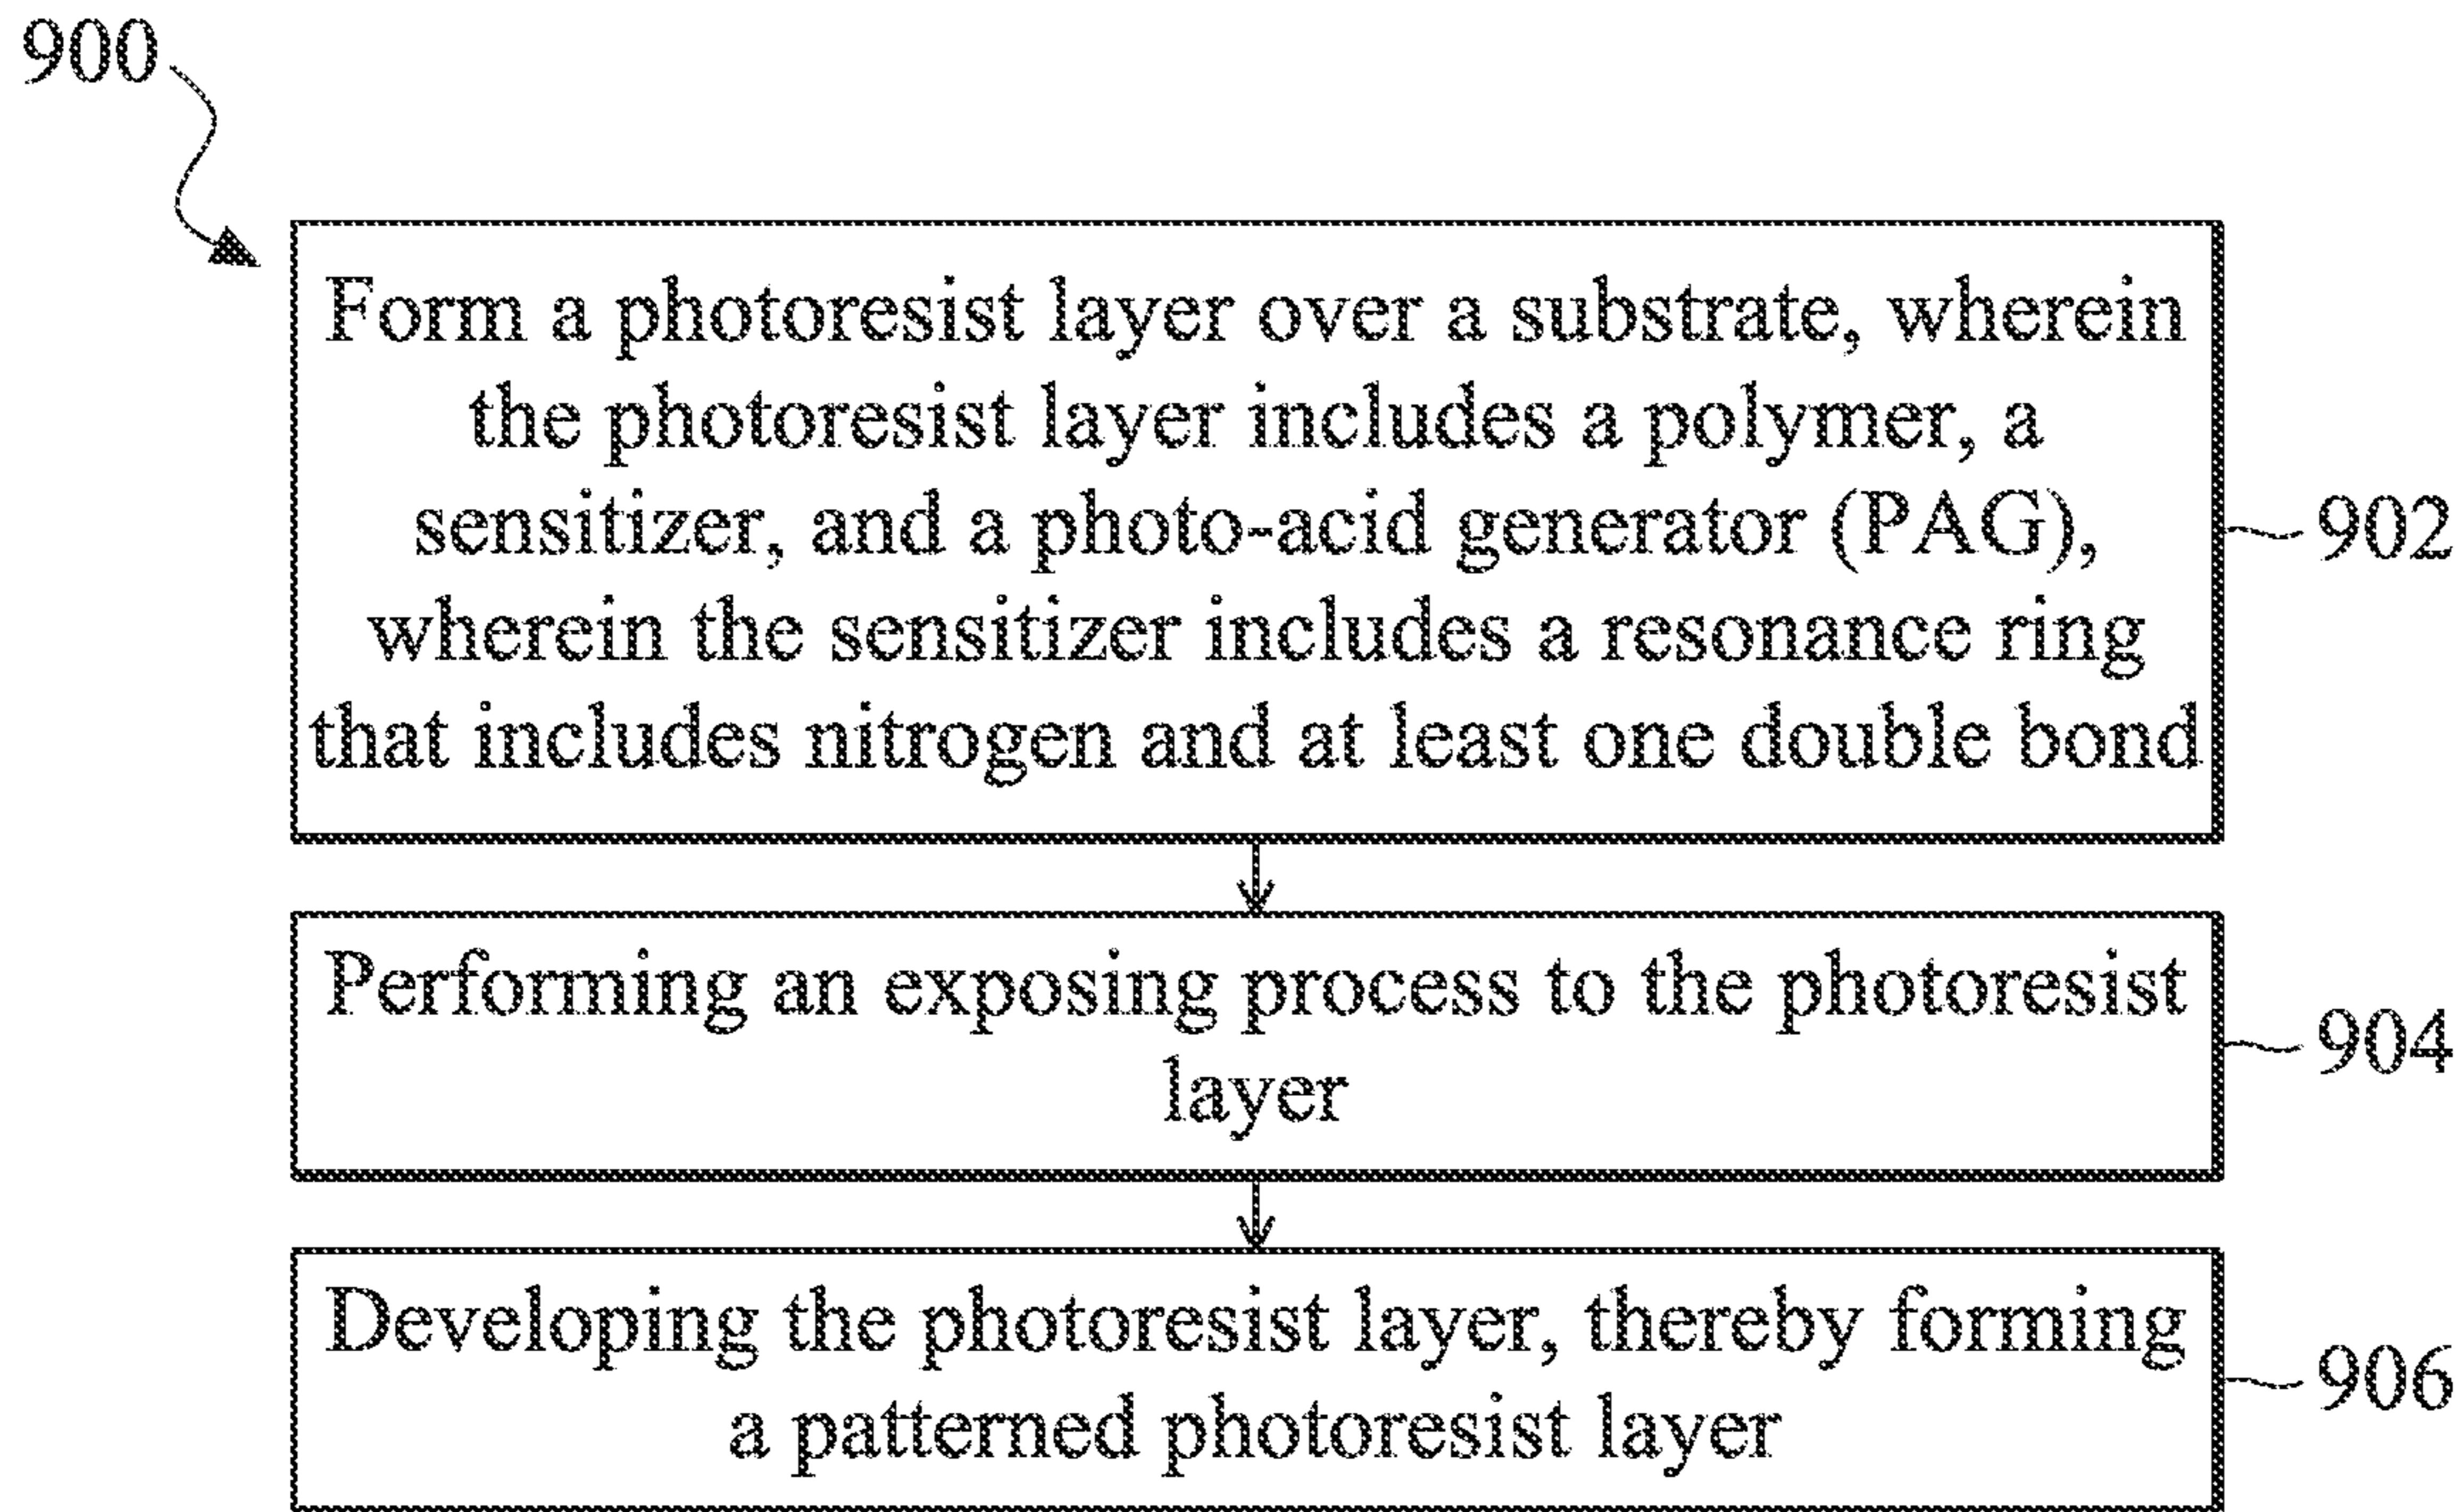 900
Form a photoresist layer over a substrate, wherein
the photoresist layer includes a polymer, a
sensitizer, and a photo-acid generator (PAG),
wherein the sensitizer includes a resonance ring
that includes nitrogen and at least one double bond
902
Performing an exposing process to the photoresist
layer
904
Developing the photoresist layer, thereby forming
a patterned photoresist layer
906